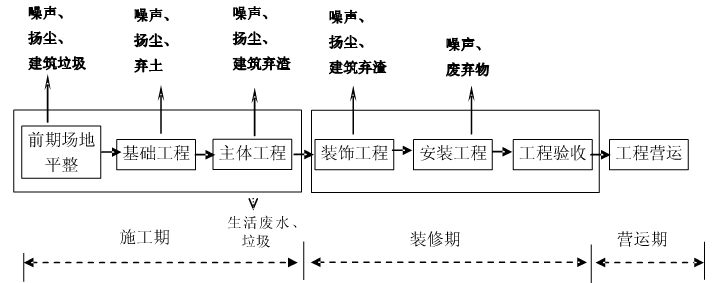 噪声、
扬尘、
建筑垃圾
噪声、
扬尘、
弃土
噪声、
扬尘、
建筑弃渣
噪声、
扬尘、
建筑弃渣
噪声、
废弃物
前期场地
平整
基础工程
主体工程
装饰工程
安装工程
工程验收
工程营运
生活废水、
垃圾
施工期
装修期
营运期